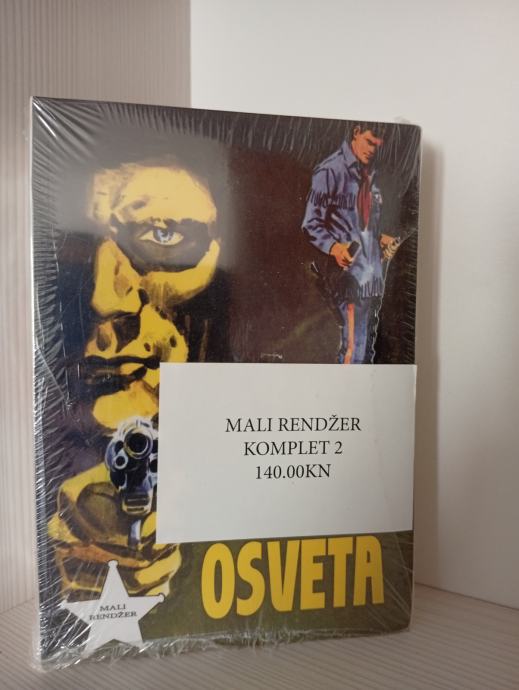 MALI RENDŽER
KOMPLET 2
140.00KN
OSVETA
MALI
RENDŽER